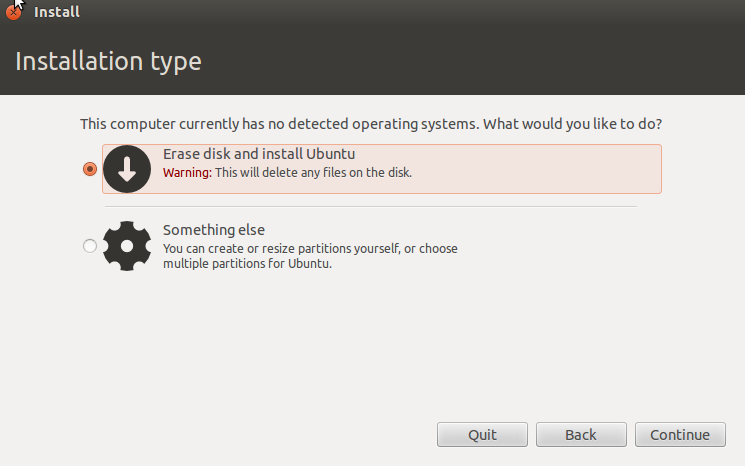 Install
Installation type
This computer currently has no detected operating systems. What would you like to do?
Erase disk and install Ubuntu
Warning: This will delete any files on the disk.
Something else
You can create or resize partitions yourself, or choose
multiple partitions for Ubuntu.
Quit
Back
Continue